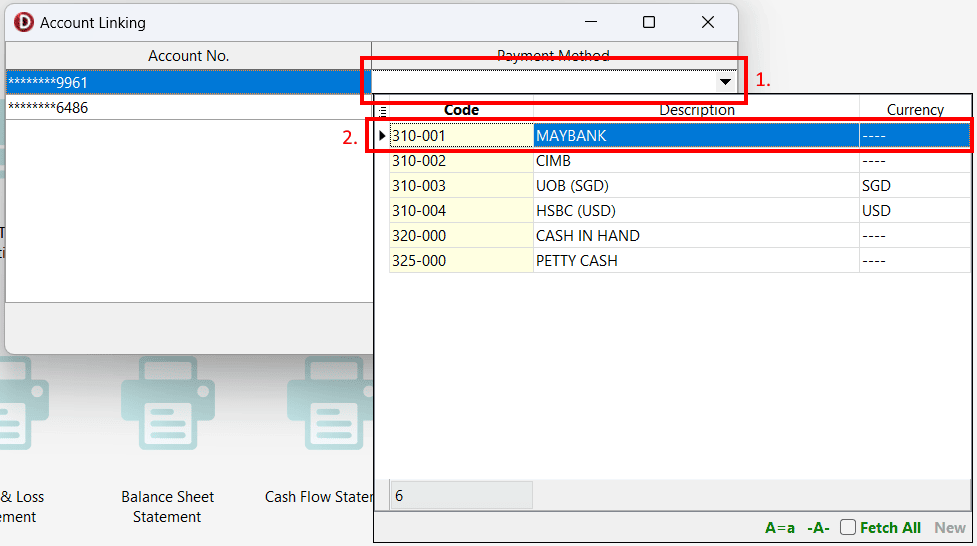 Account Linking
Account No. Payment Method
********9961
********6486
1.
2.
Code Description Currency
310-001 MAYBANK ----
310-002 CIMB ----
310-003 UOB (SGD) SGD
310-004 HSBC (USD) USD
320-000 CASH IN HAND ----
325-000 PETTY CASH ----
6
A=a -A- Fetch All New
& Loss
Balance Sheet
Statement
Cash Flow